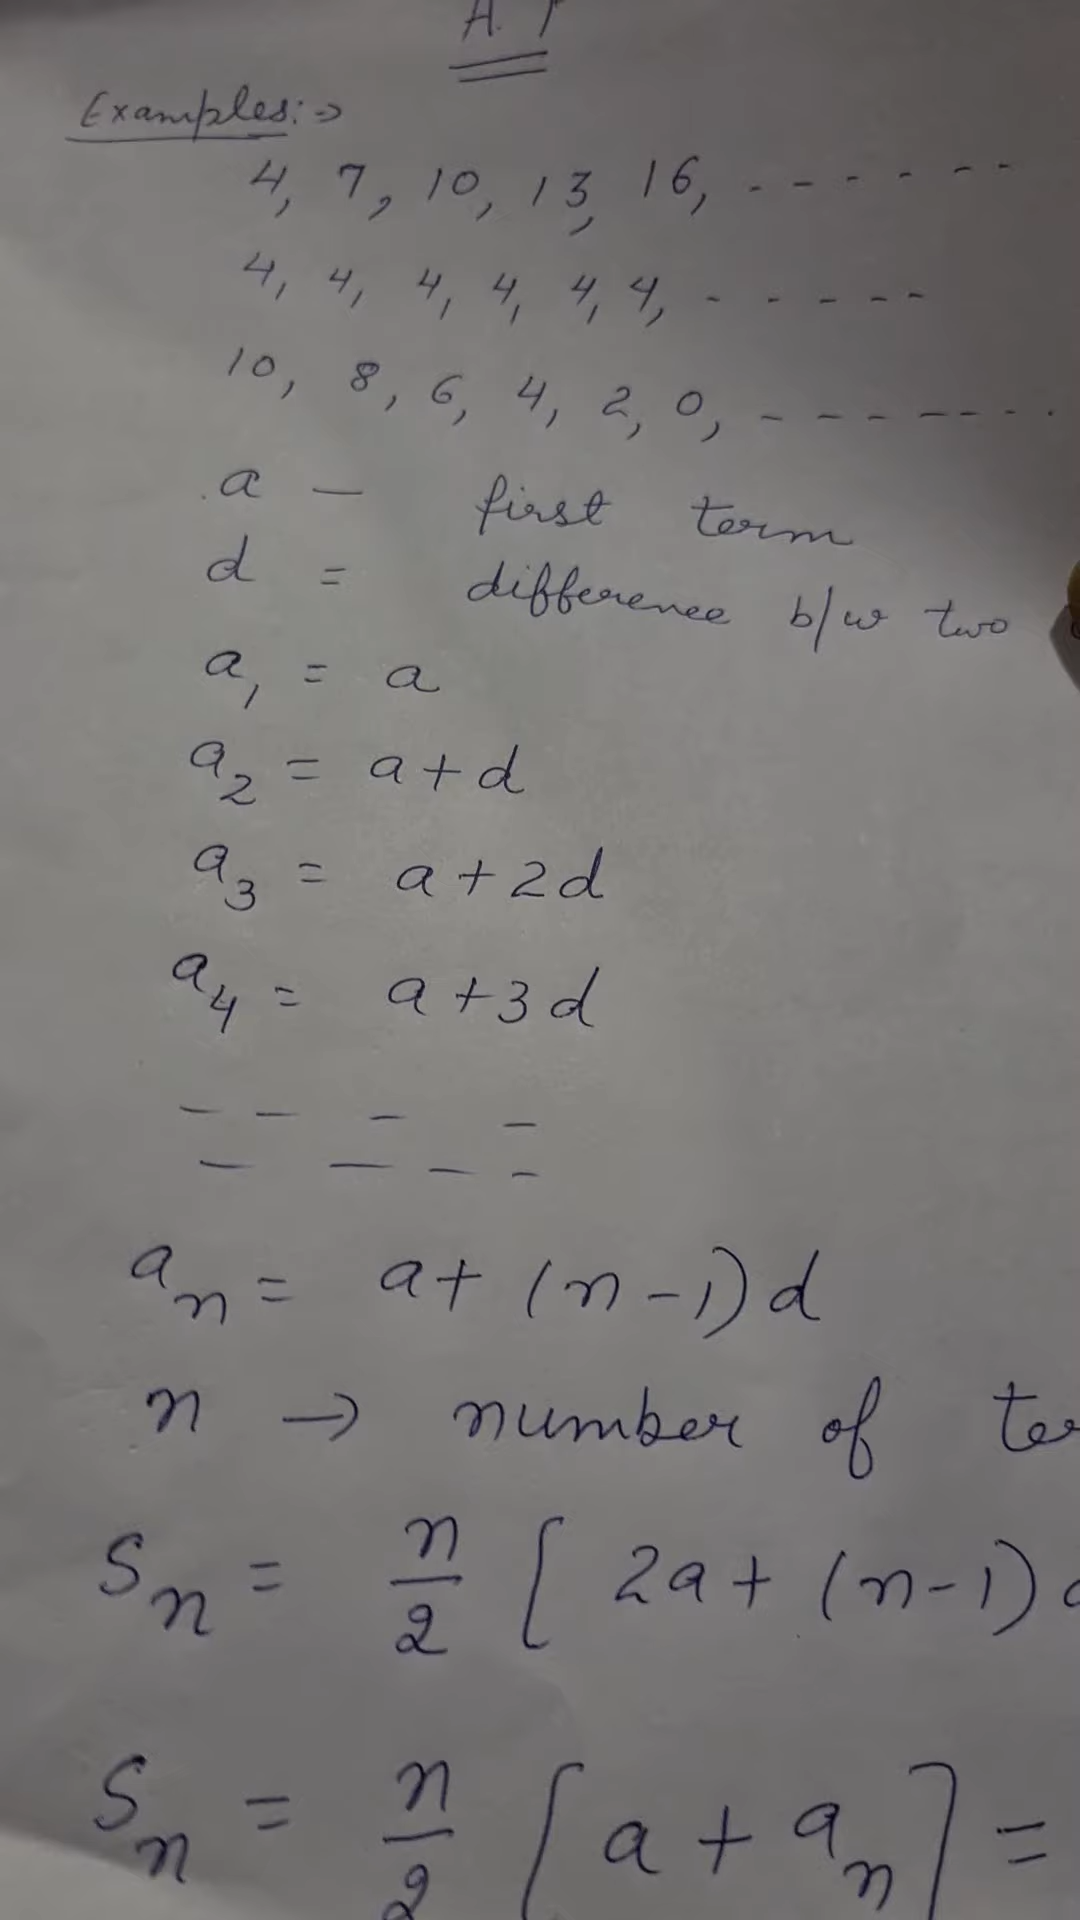 A.P
Examples:→
4, 7, 10, 13, 16, - - - - - -
4, 4, 4, 4, 4, 4, - - - - -
10, 8, 6, 4, 2, 0, - - - - - - - .
a — first term
d = difference b/w two
a₁ = a
a₂ = a+d
a₃ = a+2d
a₄ = a+3d
— — — —
— — — —
aₙ = a+ (n-1)d
n → number of
Sₙ = n/2 [ 2a+ (n-1)
Sₙ = n/2 [ a + aₙ ] =